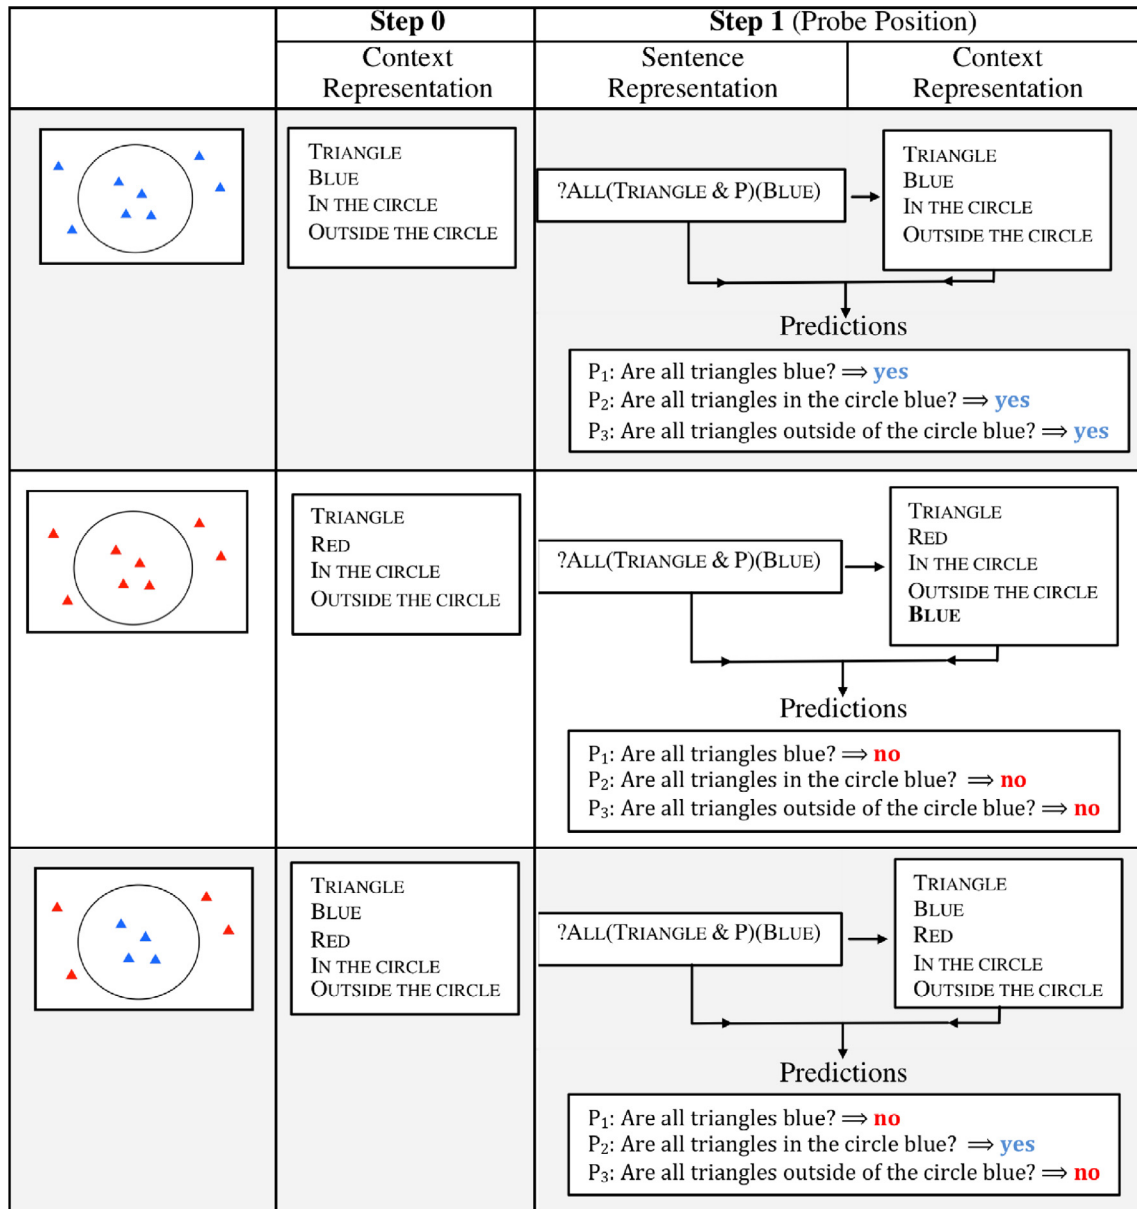 Step 0
Step 1 (Probe Position)
Context
Representation
Sentence
Representation
Context
Representation
TRIANGLE
BLUE
IN THE CIRCLE
OUTSIDE THE CIRCLE
?ALL(TRIANGLE & P)(BLUE)
TRIANGLE
BLUE
IN THE CIRCLE
OUTSIDE THE CIRCLE
Predictions
P₁: Are all triangles blue? ⟹ yes
P₂: Are all triangles in the circle blue? ⟹ yes
P₃: Are all triangles outside of the circle blue? ⟹ yes
TRIANGLE
RED
IN THE CIRCLE
OUTSIDE THE CIRCLE
?ALL(TRIANGLE & P)(BLUE)
TRIANGLE
RED
IN THE CIRCLE
OUTSIDE THE CIRCLE
BLUE
Predictions
P₁: Are all triangles blue? ⟹ no
P₂: Are all triangles in the circle blue? ⟹ no
P₃: Are all triangles outside of the circle blue? ⟹ no
TRIANGLE
BLUE
RED
IN THE CIRCLE
OUTSIDE THE CIRCLE
?ALL(TRIANGLE & P)(BLUE)
TRIANGLE
BLUE
RED
IN THE CIRCLE
OUTSIDE THE CIRCLE
Predictions
P₁: Are all triangles blue? ⟹ no
P₂: Are all triangles in the circle blue? ⟹ yes
P₃: Are all triangles outside of the circle blue? ⟹ no